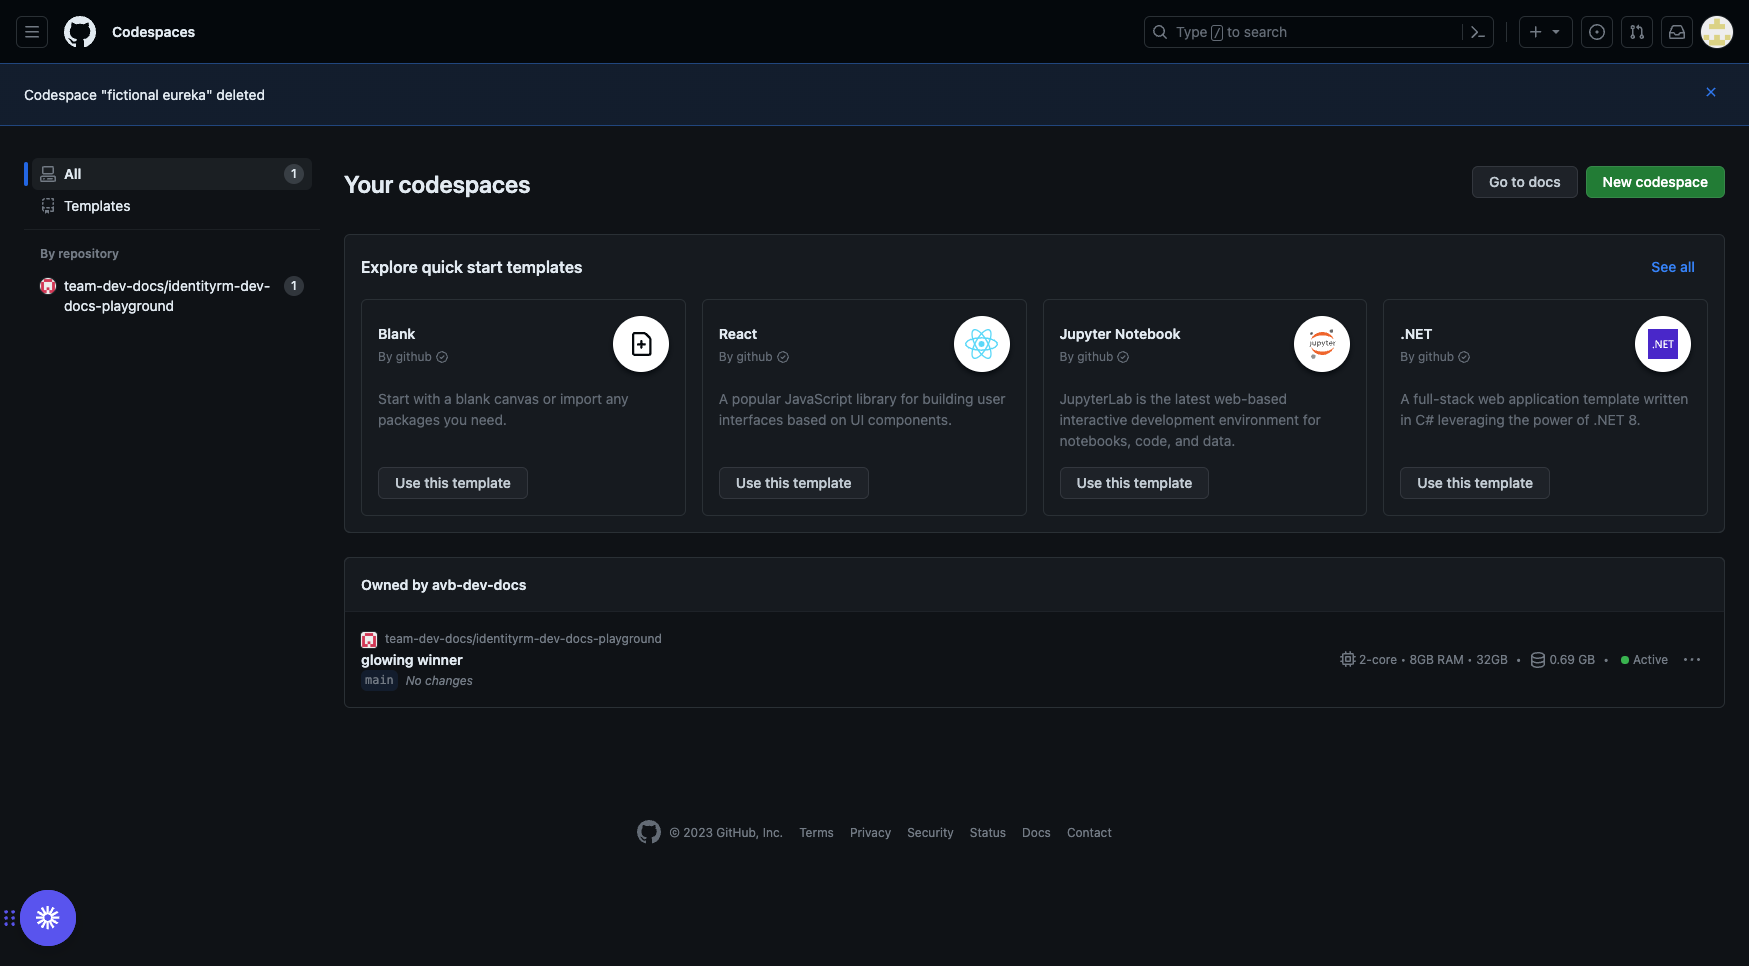 Codespaces
Type / to search
Codespace "fictional eureka" deleted
All 1
Templates
By repository
team-dev-docs/identityrm-dev- 1
docs-playground
Your codespaces
Go to docs
New codespace
Explore quick start templates
See all
Blank
By github
Start with a blank canvas or import any
packages you need.
Use this template
React
By github
A popular JavaScript library for building user
interfaces based on UI components.
Use this template
Jupyter Notebook
By github
jupyter
JupyterLab is the latest web-based
interactive development environment for
notebooks, code, and data.
Use this template
.NET
By github
.NET
A full-stack web application template written
in C# leveraging the power of .NET 8.
Use this template
Owned by avb-dev-docs
team-dev-docs/identityrm-dev-docs-playground
glowing winner
main No changes
2-core • 8GB RAM • 32GB • 0.69 GB • Active
© 2023 GitHub, Inc. Terms Privacy Security Status Docs Contact